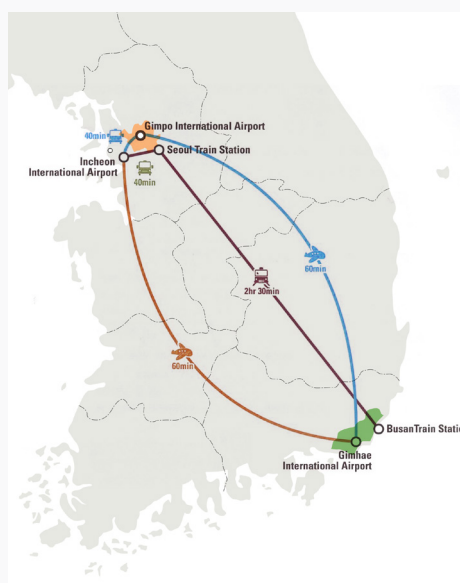 Gimpo International Airport
40min
Seoul Train Station
Incheon
International Airport
40min
60min
2hr 30min
60min
BusanTrain Stati
Gimhae
International Airport